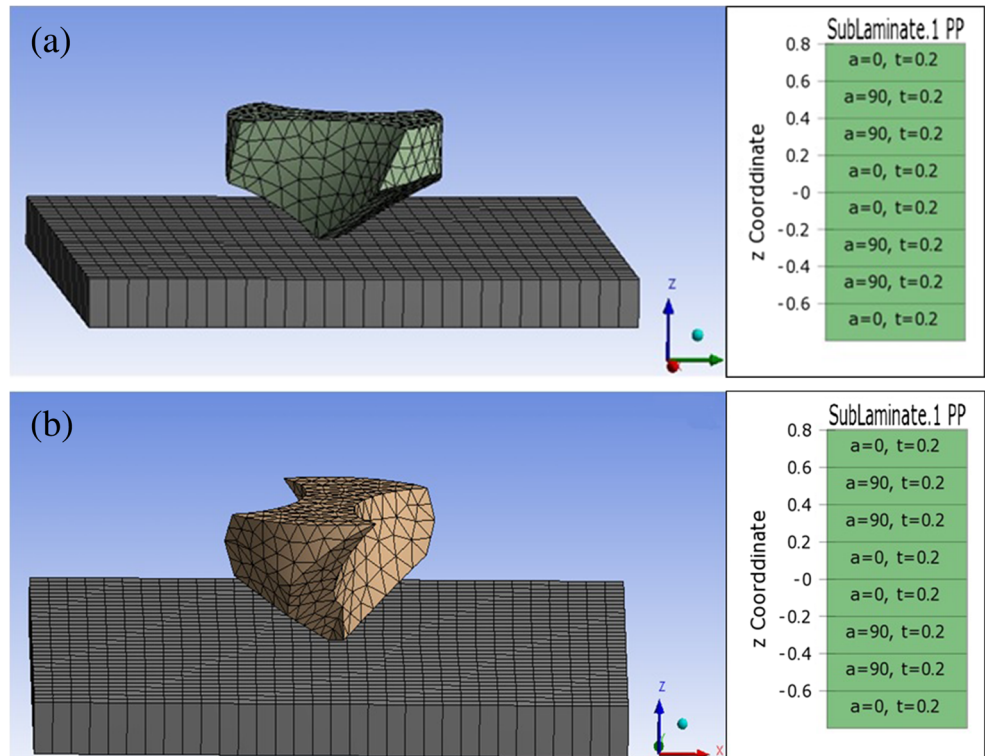 (a)
z
SubLaminate.1 PP
0.8
a=0, t=0.2
0.6
a=90, t=0.2
0.4
a=90, t=0.2
0.2
a=0, t=0.2
-0
a=0, t=0.2
-0.2
a=90, t=0.2
-0.4
a=90, t=0.2
-0.6
a=0, t=0.2
z Coorddinate
(b)
z
x
SubLaminate.1 PP
0.8
a=0, t=0.2
0.6
a=90, t=0.2
0.4
a=90, t=0.2
0.2
a=0, t=0.2
-0
a=0, t=0.2
-0.2
a=90, t=0.2
-0.4
a=90, t=0.2
-0.6
a=0, t=0.2
z Coorddinate